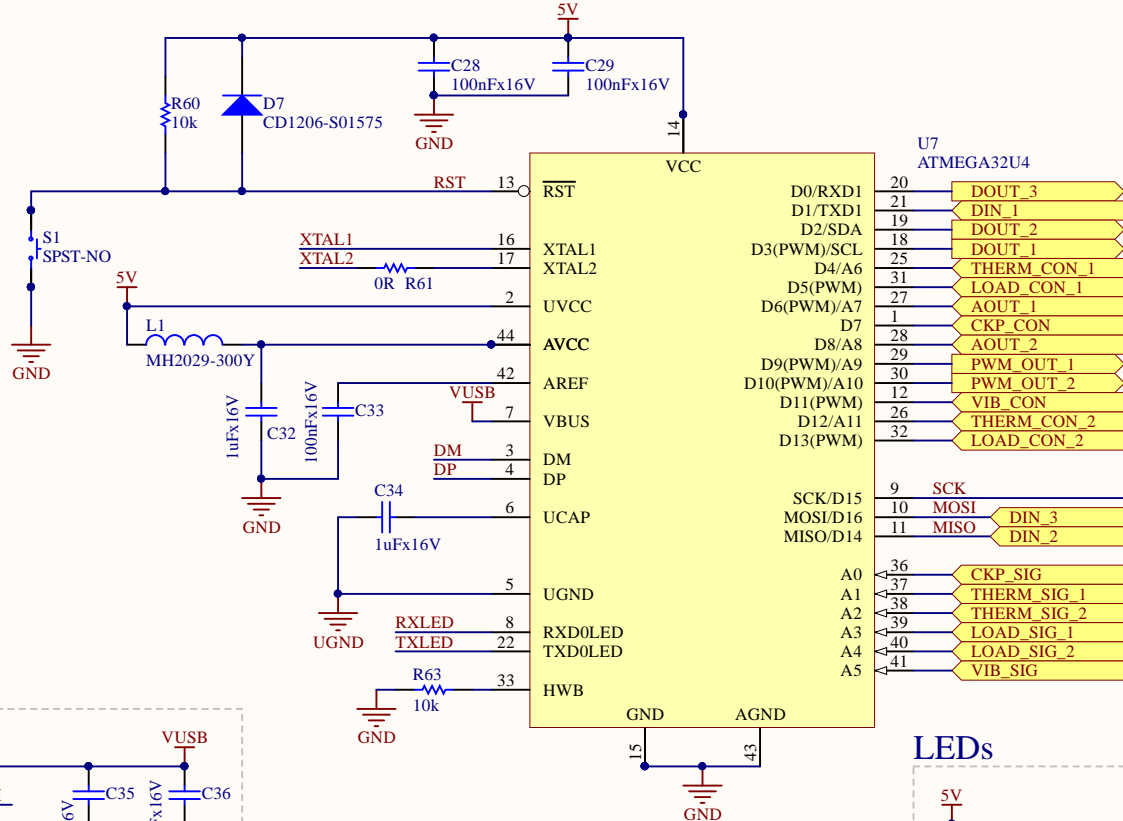 5V
C28
100nFx16V
C29
100nFx16V
R60
10k
D7
CD1206-S01575
GND
14
VCC
U7
ATMEGA32U4
RST
13
RST
S1
SPST-NO
GND
XTAL1
16
XTAL1
XTAL2
17
XTAL2
0R R61
5V
2
UVCC
L1
MH2029-300Y
44
AVCC
42
AREF
VUSB
7
VBUS
1uFx16V
C32
100nFx16V
C33
GND
DM
3
DM
DP
4
DP
C34
1uFx16V
6
UCAP
5
UGND
UGND
RXLED
8
RXD0LED
TXLED
22
TXD0LED
R63
10k
33
HWB
GND
D0/RXD1 20 DOUT_3
D1/TXD1 21 DIN_1
D2/SDA 19 DOUT_2
D3(PWM)/SCL 18 DOUT_1
D4/A6 25 THERM_CON_1
D5(PWM) 31 LOAD_CON_1
D6(PWM)/A7 27 AOUT_1
D7 1 CKP_CON
D8/A8 28 AOUT_2
D9(PWM)/A9 29 PWM_OUT_1
D10(PWM)/A10 30 PWM_OUT_2
D11(PWM) 12 VIB_CON
D12/A11 26 THERM_CON_2
D13(PWM) 32 LOAD_CON_2
SCK/D15 9 SCK
MOSI/D16 10 MOSI DIN_3
MISO/D14 11 MISO DIN_2
A0 36 CKP_SIG
A1 37 THERM_SIG_1
A2 38 THERM_SIG_2
A3 39 LOAD_SIG_1
A4 40 LOAD_SIG_2
A5 41 VIB_SIG
GND
AGND
15
43
GND
VUSB
C35
C36
LEDs
5V